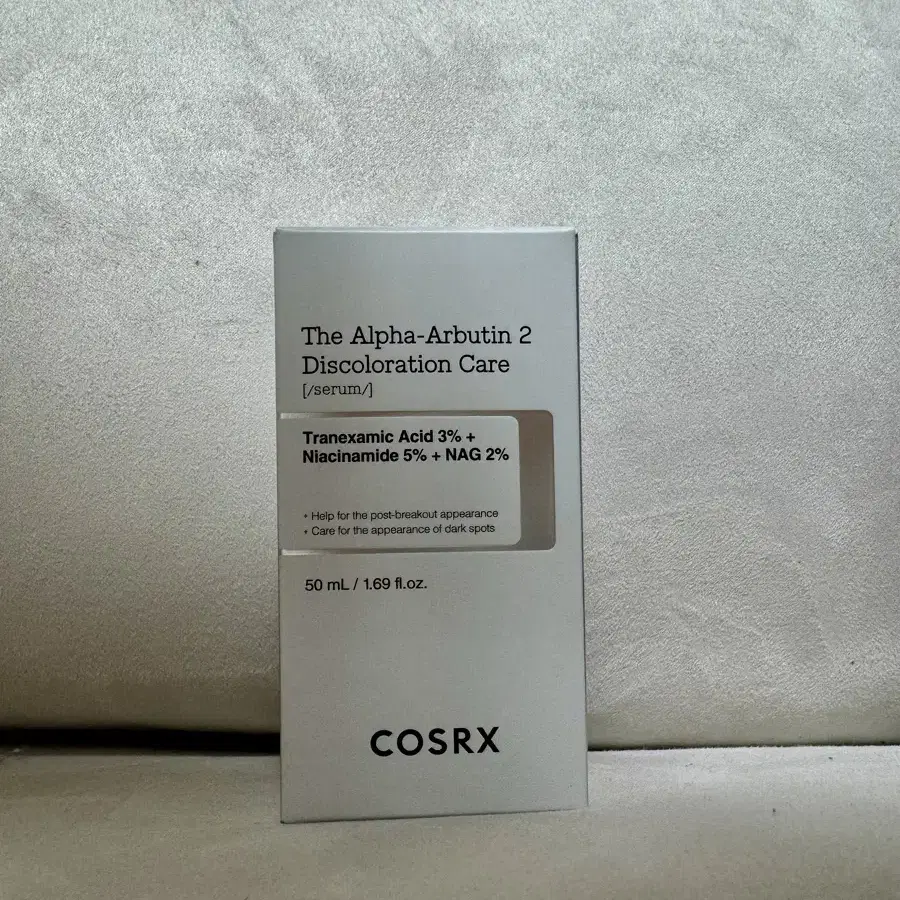 The Alpha-Arbutin 2
Discoloration Care
[/serum/]
Tranexamic Acid 3% +
Niacinamide 5% + NAG 2%
• Help for the post-breakout appearance
• Care for the appearance of dark spots
50 mL / 1.69 fl.oz.
COSRX